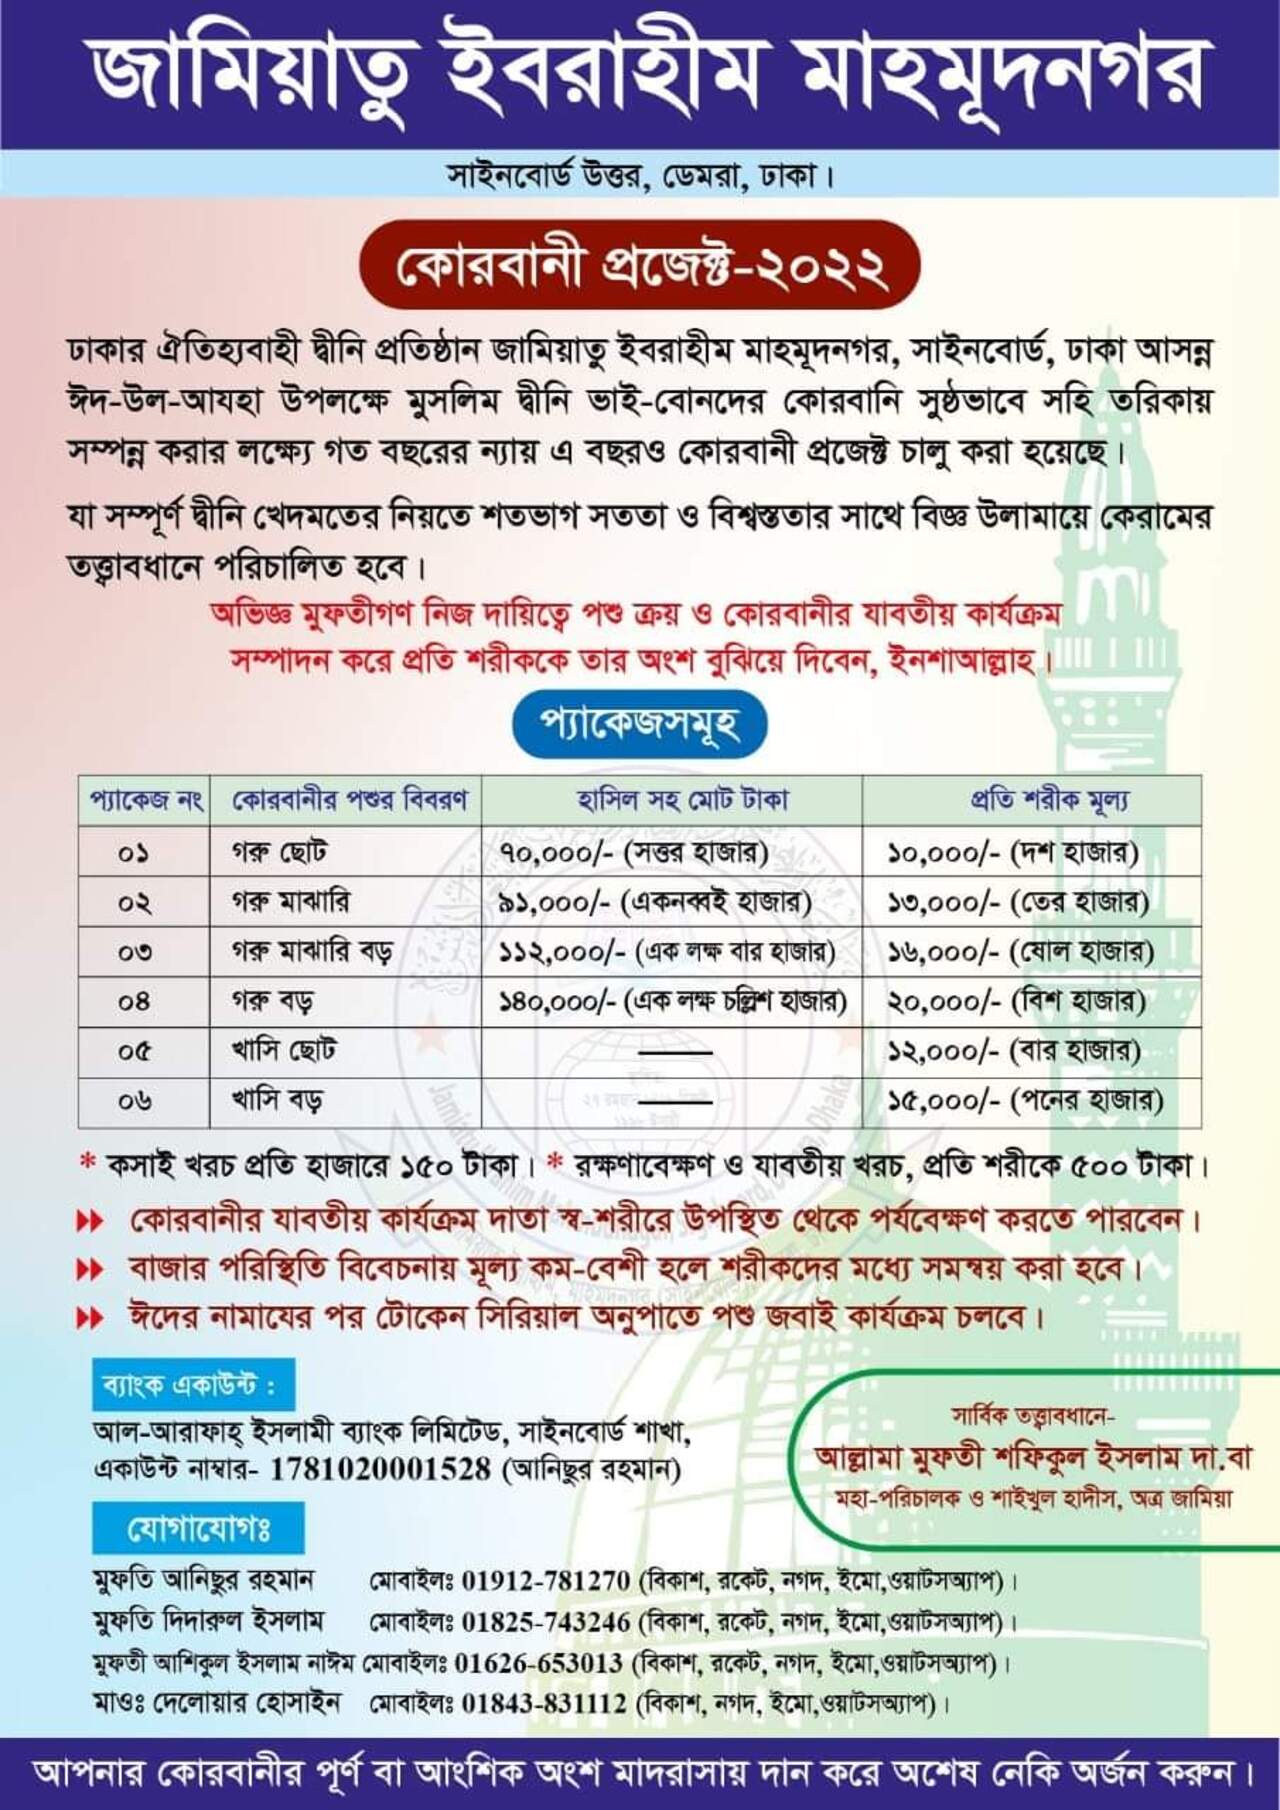 জামিয়াতু ইবরাহীম মাহমূদনগর
সাইনবোর্ড উত্তর, ডেমরা, ঢাকা।
কোরবানী প্রজেক্ট-২০২২
ঢাকার ঐতিহ্যবাহী দ্বীনি প্রতিষ্ঠান জামিয়াতু ইবরাহীম মাহমূদনগর, সাইনবোর্ড, ঢাকা আসন্ন
ঈদ-উল-আযহা উপলক্ষে মুসলিম দ্বীনি ভাই-বোনদের কোরবানি সুষ্ঠভাবে সহি তরিকায়
সম্পন্ন করার লক্ষ্যে গত বছরের ন্যায় এ বছরও কোরবানী প্রজেক্ট চালু করা হয়েছে।
যা সম্পূর্ণ দ্বীনি খেদমতের নিয়তে শতভাগ সততা ও বিশ্বস্ততার সাথে বিজ্ঞ উলামায়ে কেরামের
তত্ত্বাবধানে পরিচালিত হবে।
অভিজ্ঞ মুফতীগণ নিজ দায়িত্বে পশু ক্রয় ও কোরবানীর যাবতীয় কার্যক্রম
সম্পাদন করে প্রতি শরীককে তার অংশ বুঝিয়ে দিবেন, ইনশাআল্লাহ।
প্যাকেজসমূহ
প্যাকেজ নং কোরবানীর পশুর বিবরণ হাসিল সহ মোট টাকা প্রতি শরীক মূল্য
০১ গরু ছোট ৭০,০০০/- (সত্তর হাজার) ১০,০০০/- (দশ হাজার)
০২ গরু মাঝারি ৯১,০০০/- (একনব্বই হাজার) ১৩,০০০/- (তের হাজার)
০৩ গরু মাঝারি বড় ১১২,০০০/- (এক লক্ষ বার হাজার) ১৬,০০০/- (ষোল হাজার)
০৪ গরু বড় ১৪০,০০০/- (এক লক্ষ চল্লিশ হাজার) ২০,০০০/- (বিশ হাজার)
০৫ খাসি ছোট —— ১২,০০০/- (বার হাজার)
০৬ খাসি বড় —— ১৫,০০০/- (পনের হাজার)
* কসাই খরচ প্রতি হাজারে ১৫০ টাকা। * রক্ষণাবেক্ষণ ও যাবতীয় খরচ, প্রতি শরীকে ৫০০ টাকা।
কোরবানীর যাবতীয় কার্যক্রম দাতা স্ব-শরীরে উপস্থিত থেকে পর্যবেক্ষণ করতে পারবেন।
বাজার পরিস্থিতি বিবেচনায় মূল্য কম-বেশী হলে শরীকদের মধ্যে সমন্বয় করা হবে।
ঈদের নামাযের পর টোকেন সিরিয়াল অনুপাতে পশু জবাই কার্যক্রম চলবে।
ব্যাংক একাউন্ট :
আল-আরাফাহ্ ইসলামী ব্যাংক লিমিটেড, সাইনবোর্ড শাখা,
একাউন্ট নাম্বার- 1781020001528 (আনিছুর রহমান)
সার্বিক তত্ত্বাবধানে-
আল্লামা মুফতী শফিকুল ইসলাম দা.বা
মহা-পরিচালক ও শাইখুল হাদীস, অত্র জামিয়া
যোগাযোগঃ
মুফতি আনিছুর রহমান মোবাইলঃ 01912-781270 (বিকাশ, রকেট, নগদ, ইমো,ওয়াটসঅ্যাপ)।
মুফতি দিদারুল ইসলাম মোবাইলঃ 01825-743246 (বিকাশ, রকেট, নগদ, ইমো,ওয়াটসঅ্যাপ)।
মুফতী আশিকুল ইসলাম নাঈম মোবাইলঃ 01626-653013 (বিকাশ, রকেট, নগদ, ইমো,ওয়াটসঅ্যাপ)।
মাওঃ দেলোয়ার হোসাইন মোবাইলঃ 01843-831112 (বিকাশ, নগদ, ইমো,ওয়াটসঅ্যাপ)।
আপনার কোরবানীর পূর্ণ বা আংশিক অংশ মাদরাসায় দান করে অশেষ নেকি অর্জন করুন।